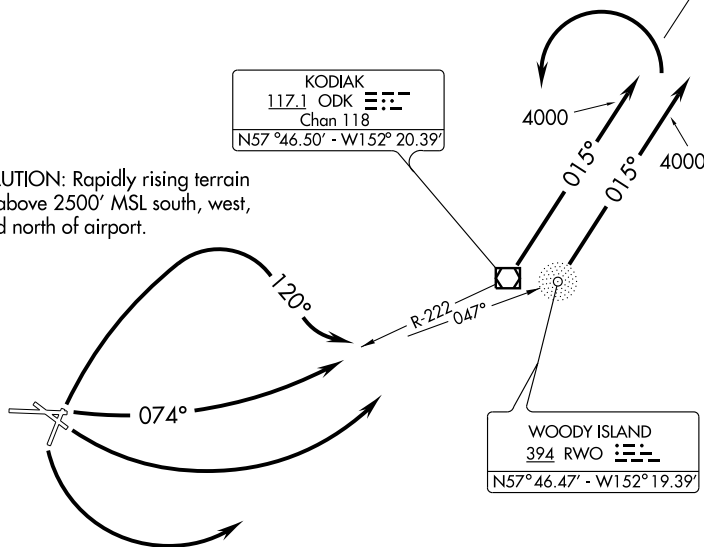 KODIAK
117.1 ODK
Chan 118
N57 °46.50' - W152° 20.39'
4000
4000
015°
015°
UTION: Rapidly rising terrain
above 2500' MSL south, west,
d north of airport.
120°
R-222
047°
074°
WOODY ISLAND
394 RWO
N57°46.47' - W152°19.39'